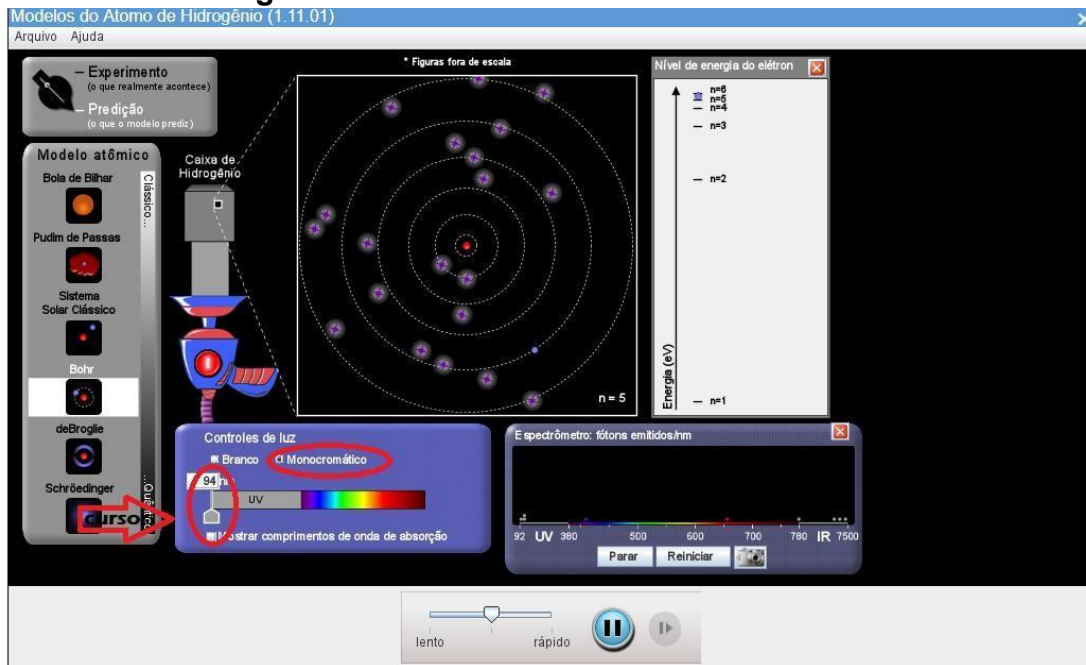 Modelos do Átomo de Hidrogênio (1.11.01)
Arquivo Ajuda
Experimento
(o que realmente acontece)
Predição
(o que o modelo prediz)
Modelo atômico
Bola de Bilhar
Clássico...
Pudim de Passas
Sistema
Solar Clássico
Bohr
deBroglie
Schröedinger
...Quântico
curso
Caixa de
Hidrogênio
* Figuras fora de escala
n = 5
Nível de energia do elétron
n=6
n=5
n=4
n=3
n=2
n=1
Energia (eV)
Controles de luz
Branco Monocromático
94
UV
Mostrar comprimentos de onda de absorção
Espectrômetro: fótons emitidos/nm
92 UV 380 500 600 700 780 IR 7500
Parar Reiniciar
lento rápido